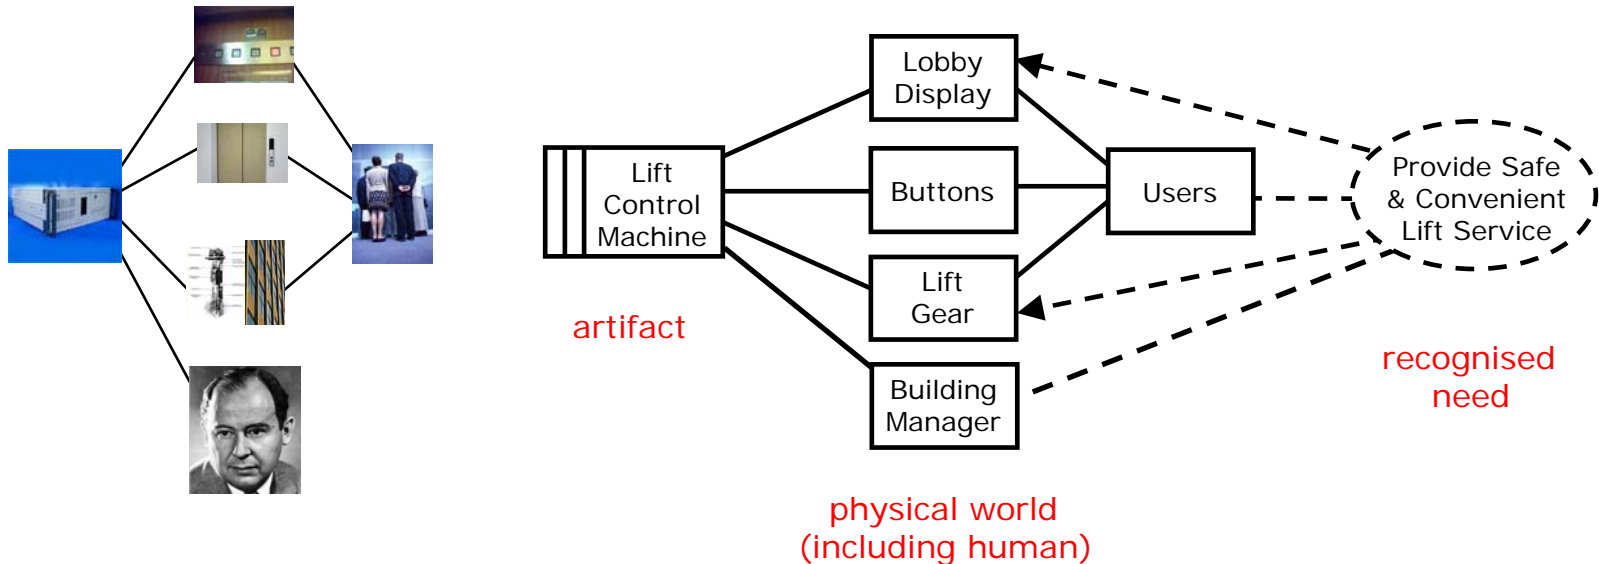 Lobby
Display
Lift
Control
Machine
Buttons
Users
Provide Safe
& Convenient
Lift Service
Lift
Gear
artifact
Building
Manager
recognised
need
physical world
(including human)